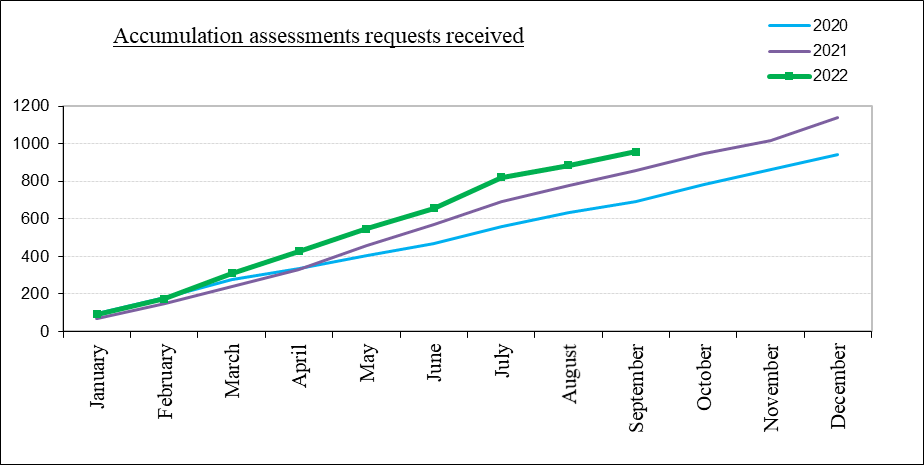 Accumulation assessments requests received
2020
2021
2022
1200
1000
800
600
400
200
0
January
February
March
April
May
June
July
August
September
October
November
December